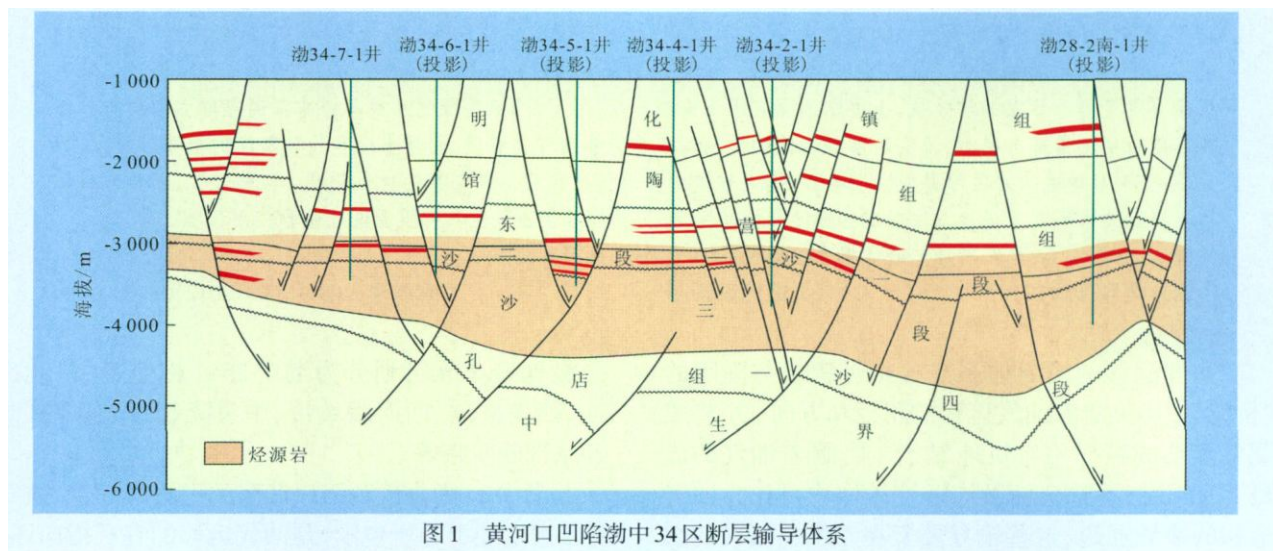 渤34-7-1井
渤34-6-1井
(投影)
渤34-5-1井
(投影)
渤34-4-1井
(投影)
渤34-2-1井
(投影)
渤28-2南-1井
(投影)
海拔/m
-1 000
-2 000
-3 000
-4 000
-5 000
-6 000
明 化 镇 组
馆 陶 组
东 营 组
沙 二 段 一 沙 一 段
沙 三 段
孔 店 组 一 沙 四 段
中 生 界
烃源岩
图1 黄河口凹陷渤中34区断层输导体系